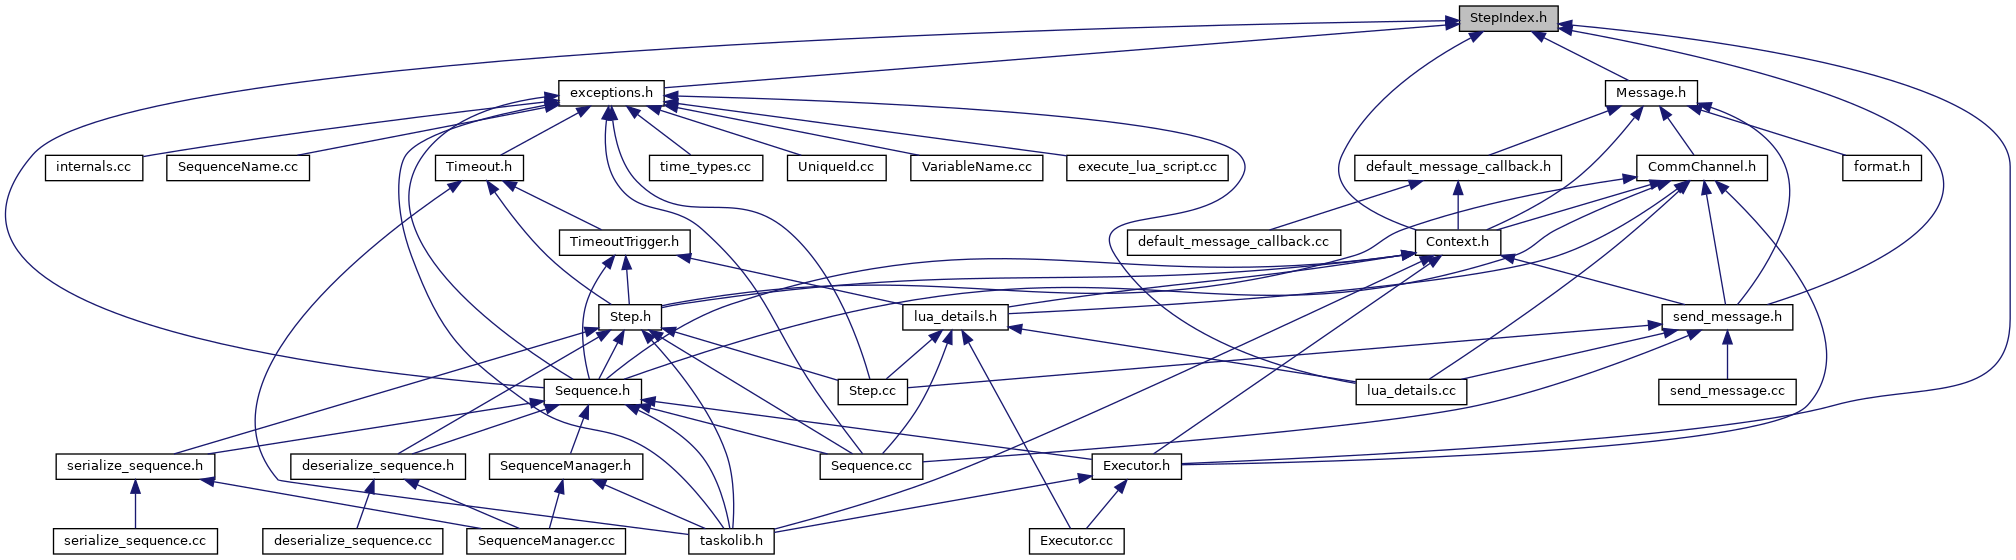 StepIndex.h
exceptions.h
Message.h
internals.cc
SequenceName.cc
Timeout.h
time_types.cc
UniqueId.cc
VariableName.cc
execute_lua_script.cc
default_message_callback.h
CommChannel.h
format.h
TimeoutTrigger.h
default_message_callback.cc
Context.h
Step.h
lua_details.h
send_message.h
Sequence.h
Step.cc
lua_details.cc
send_message.cc
serialize_sequence.h
deserialize_sequence.h
SequenceManager.h
Sequence.cc
Executor.h
serialize_sequence.cc
deserialize_sequence.cc
SequenceManager.cc
taskolib.h
Executor.cc